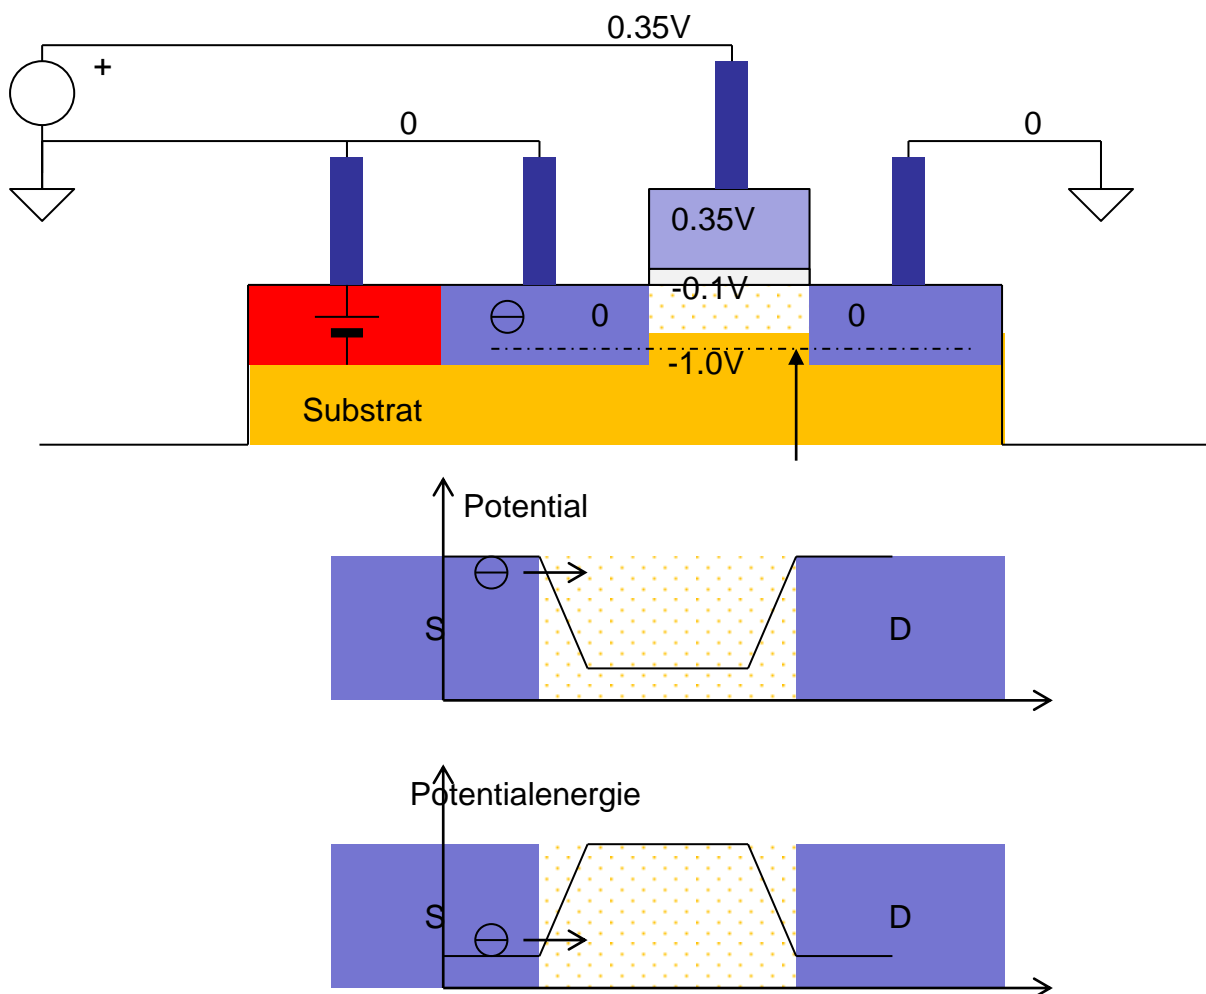 0.35V
+
0
0
0.35V
-0.1V
0
0
-1.0V
Substrat
Potential
S
D
Potentialenergie
S
D